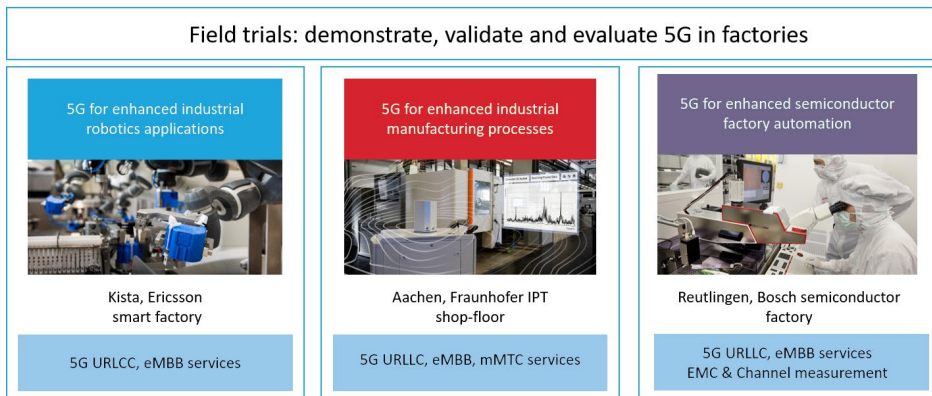 Field trials: demonstrate, validate and evaluate 5G in factories
5G for enhanced industrial
robotics applications
Kista, Ericsson
smart factory
5G URLCC, eMBB services
5G for enhanced industrial
manufacturing processes
Aachen, Fraunhofer IPT
shop-floor
5G URLLC, eMBB, mMTC services
5G for enhanced semiconductor
factory automation
Reutlingen, Bosch semiconductor
factory
5G URLLC, eMBB services
EMC & Channel measurement